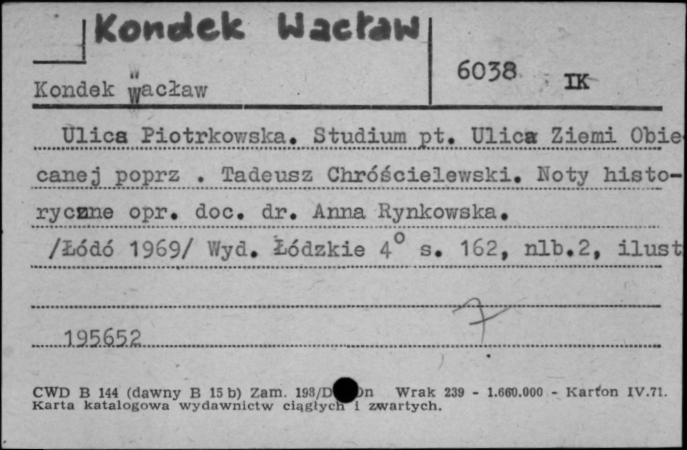 Kondek Wacław
6038 IK
Kondek Wacław
Ulica Piotrkowska. Studium pt. Ulica Ziemi Obie
canej poprz . Tadeusz Chróścielewski. Noty histo-
ryczne opr. doc. dr. Anna Rynkowska.
/Łódó 1969/ Wyd. Łódzkie 4° s. 162, nlb.2, ilust
7
195652
CWD B 144 (dawny B 15 b) Zam. 198/D n Wrak 239 - 1.660.000 - Karton IV.71.
Karta katalogowa wydawnictw ciągłych i zwartych.